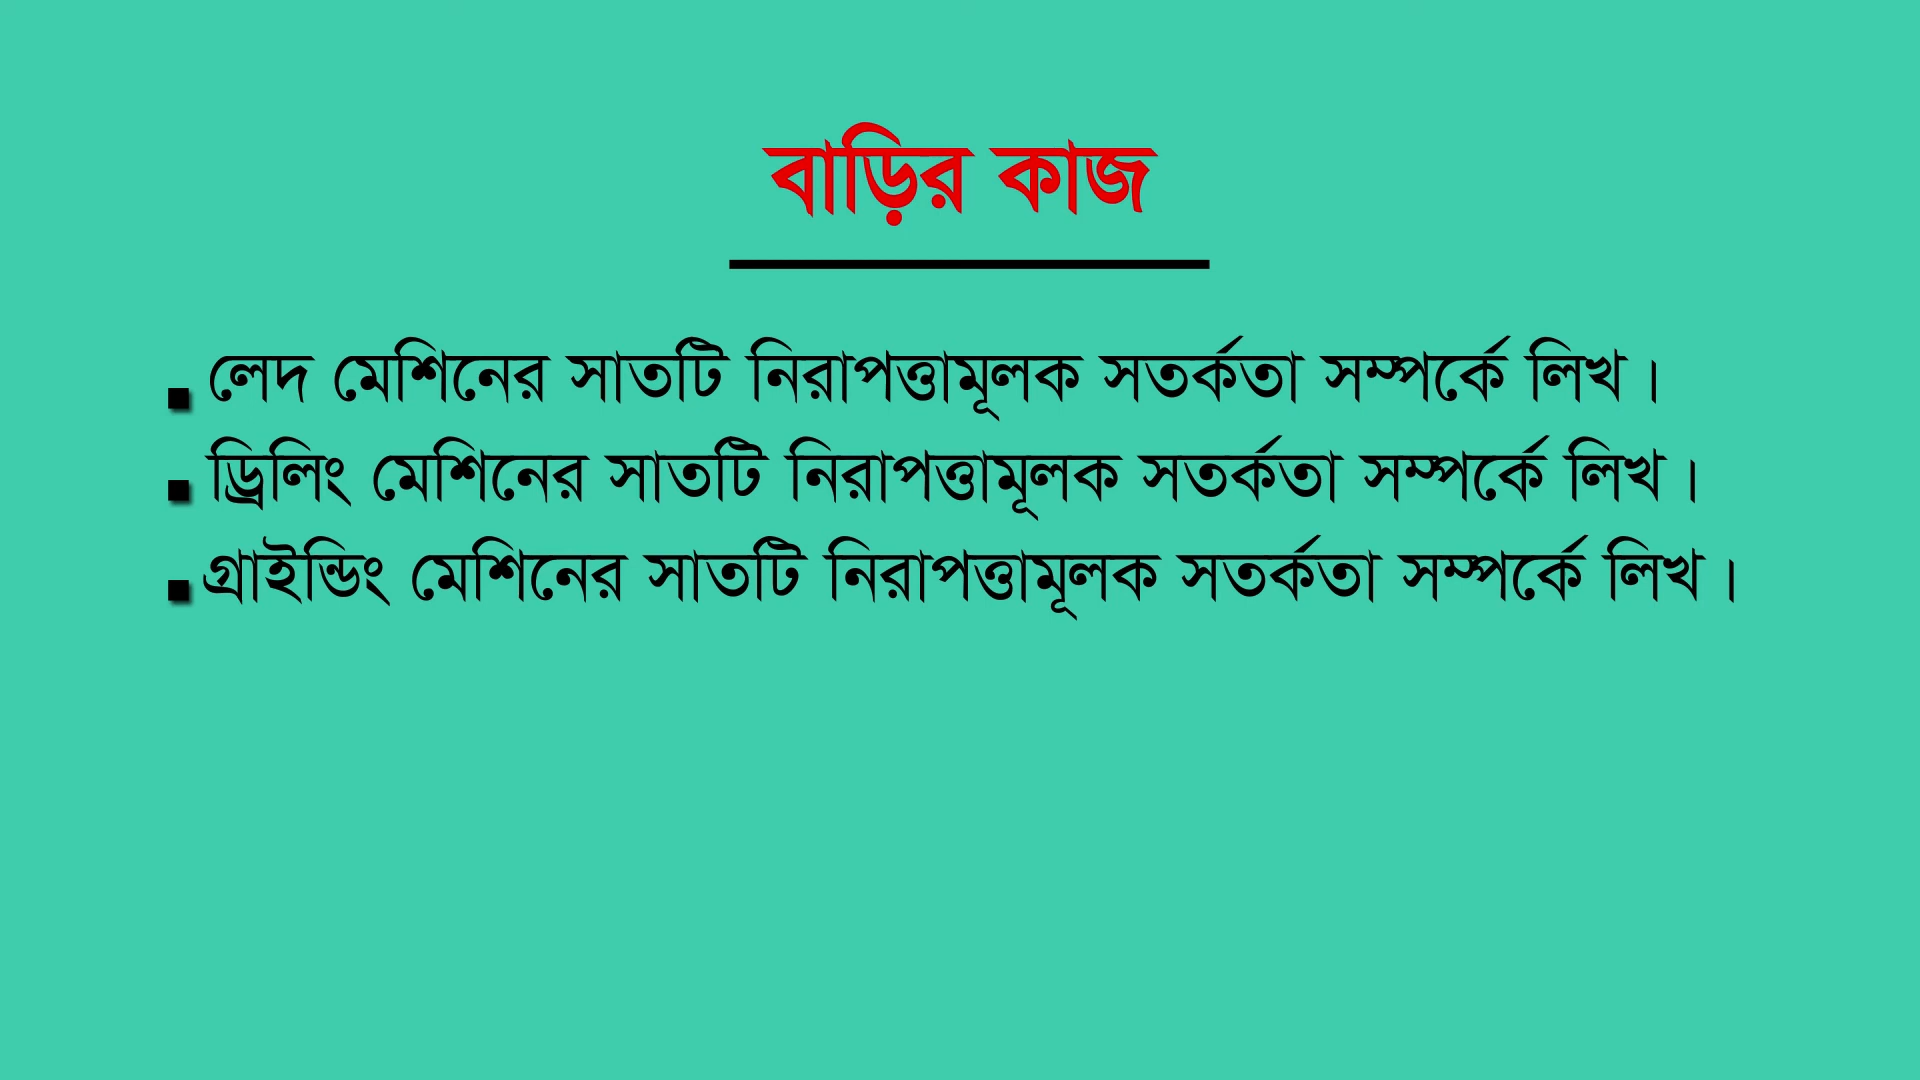 বাড়ির কাজ
▪ লেদ মেশিনের সাতটি নিরাপত্তামূলক সতর্কতা সম্পর্কে লিখ।
▪ ড্রিলিং মেশিনের সাতটি নিরাপত্তামূলক সতর্কতা সম্পর্কে লিখ।
▪ গ্রাইন্ডিং মেশিনের সাতটি নিরাপত্তামূলক সতর্কতা সম্পর্কে লিখ।